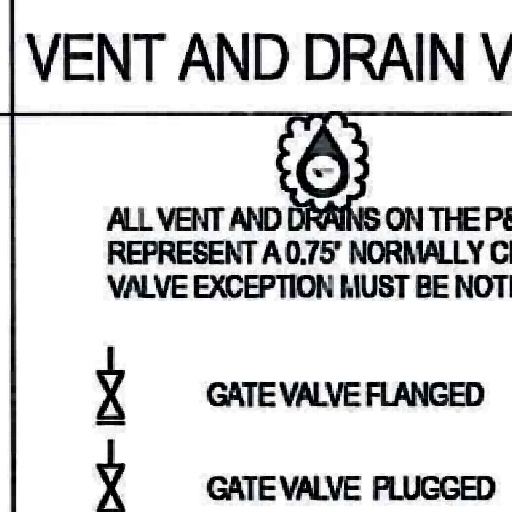 VENT AND DRAIN V
ALL VENT AND DRAINS ON THE P&
REPRESENT A 0.75" NORMALLY C
VALVE EXCEPTION MUST BE NOT
GATE VALVE FLANGED
GATE VALVE PLUGGED